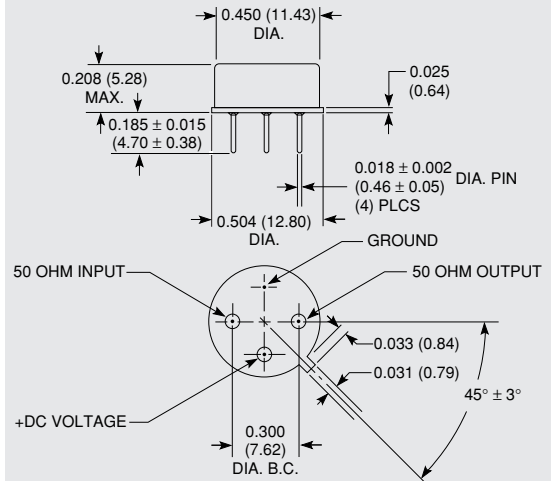 0.450 (11.43)
DIA.
0.208 (5.28)
MAX.
0.025
(0.64)
0.185 ± 0.015
(4.70 ± 0.38)
0.018 ± 0.002
(0.46 ± 0.05)
(4) PLCS
DIA. PIN
0.504 (12.80)
DIA.
GROUND
50 OHM INPUT
50 OHM OUTPUT
0.033 (0.84)
0.031 (0.79)
45° ± 3°
+DC VOLTAGE
0.300
(7.62)
DIA. B.C.